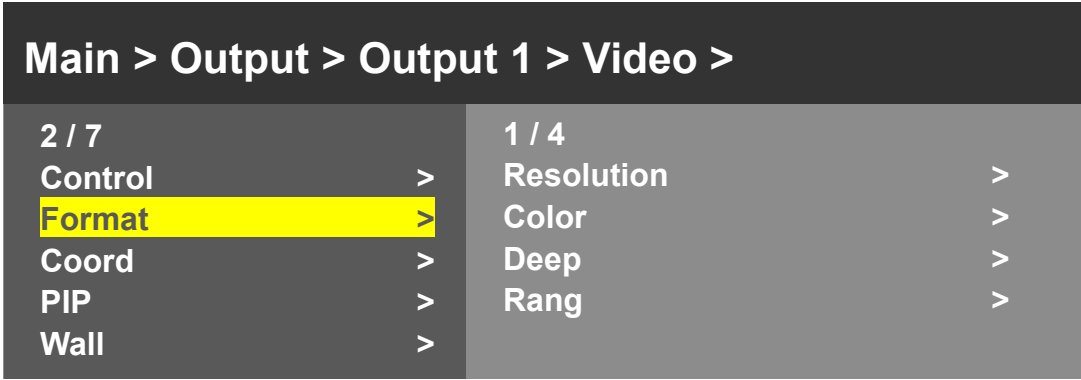 Main > Output > Output 1 > Video >
2 / 7
Control >
Format >
Coord >
PIP >
Wall >
1 / 4
Resolution >
Color >
Deep >
Rang >